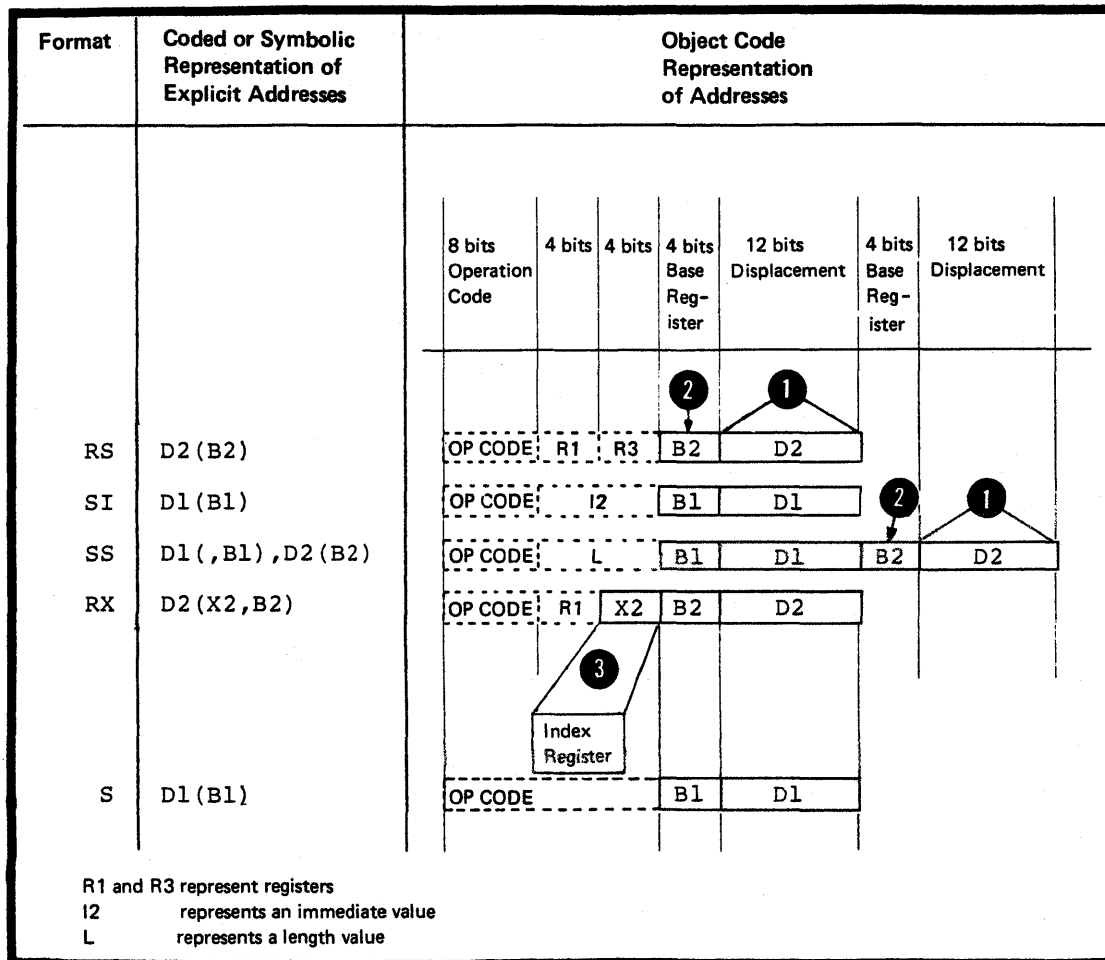 Format
Coded or Symbolic
Representation of
Explicit Addresses
Object Code
Representation
of Addresses
8 bits
Operation
Code
4 bits
4 bits
4 bits
Base
Reg-
ister
12 bits
Displacement
4 bits
Base
Reg-
ister
12 bits
Displacement
2
1
RS D2(B2) OP CODE R1 R3 B2 D2
SI D1(B1) OP CODE I2 B1 D1
2
1
SS D1(,B1),D2(B2) OP CODE L B1 D1 B2 D2
RX D2(X2,B2) OP CODE R1 X2 B2 D2
3
Index
Register
S D1(B1) OP CODE B1 D1
R1 and R3 represent registers
I2 represents an immediate value
L represents a length value